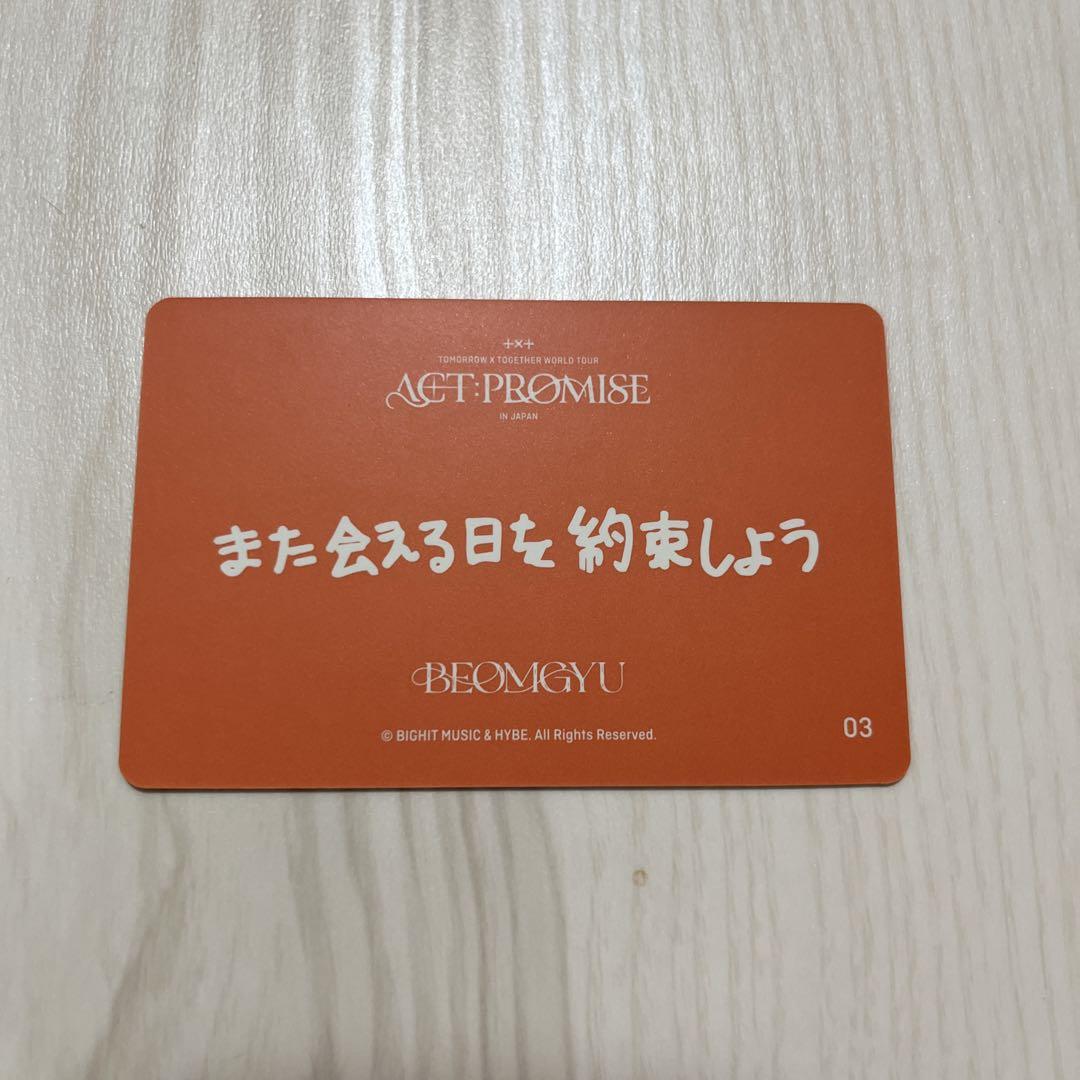 +×+
TOMORROW X TOGETHER WORLD TOUR
ACT:PROMISE
IN JAPAN
また会える日を約束しよう
BEOMGYU
© BIGHIT MUSIC & HYBE. All Rights Reserved.
03